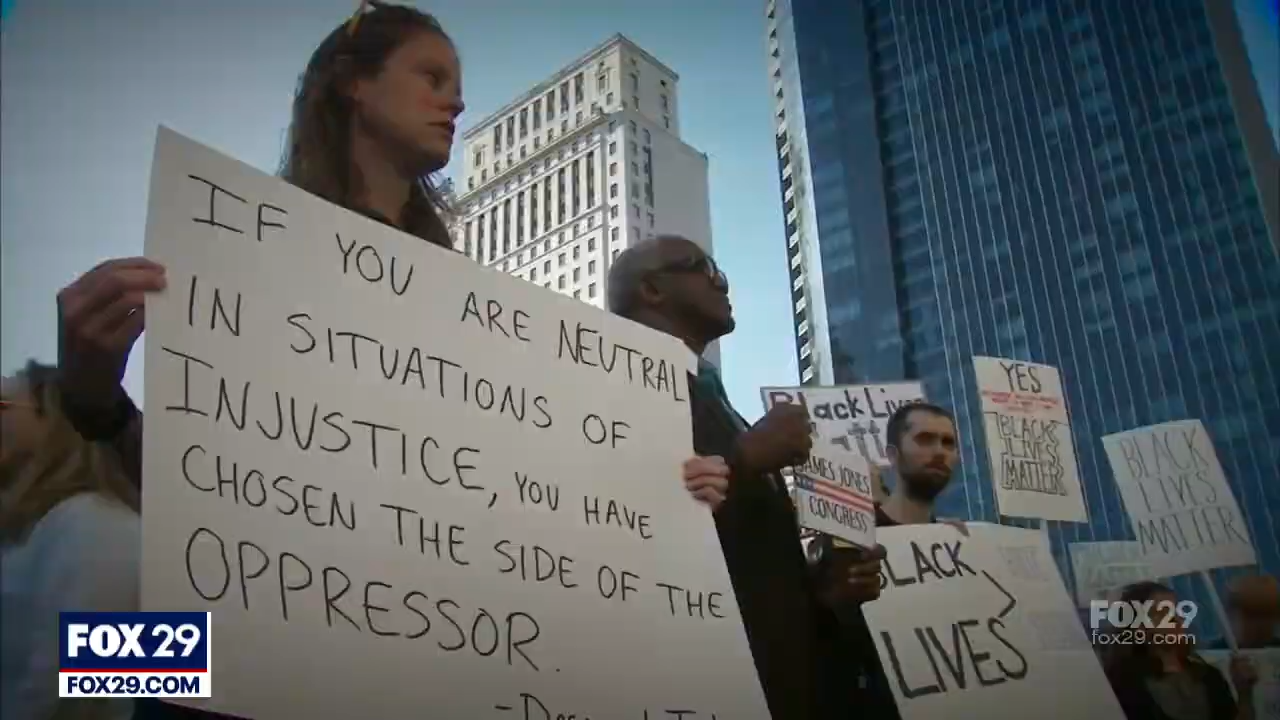 IF YOU ARE NEUTRAL
IN SITUATIONS OF
INJUSTICE, YOU HAVE
CHOSEN THE SIDE OF THE
OPPRESSOR.
Black Lives
JAMES JONES
CONGRESS
BLACK
LIVES
YES
BLACK
LIVES
MATTER
BLACK
LIVES
MATTER
FOX 29
FOX29.COM
FOX29
fox29.com